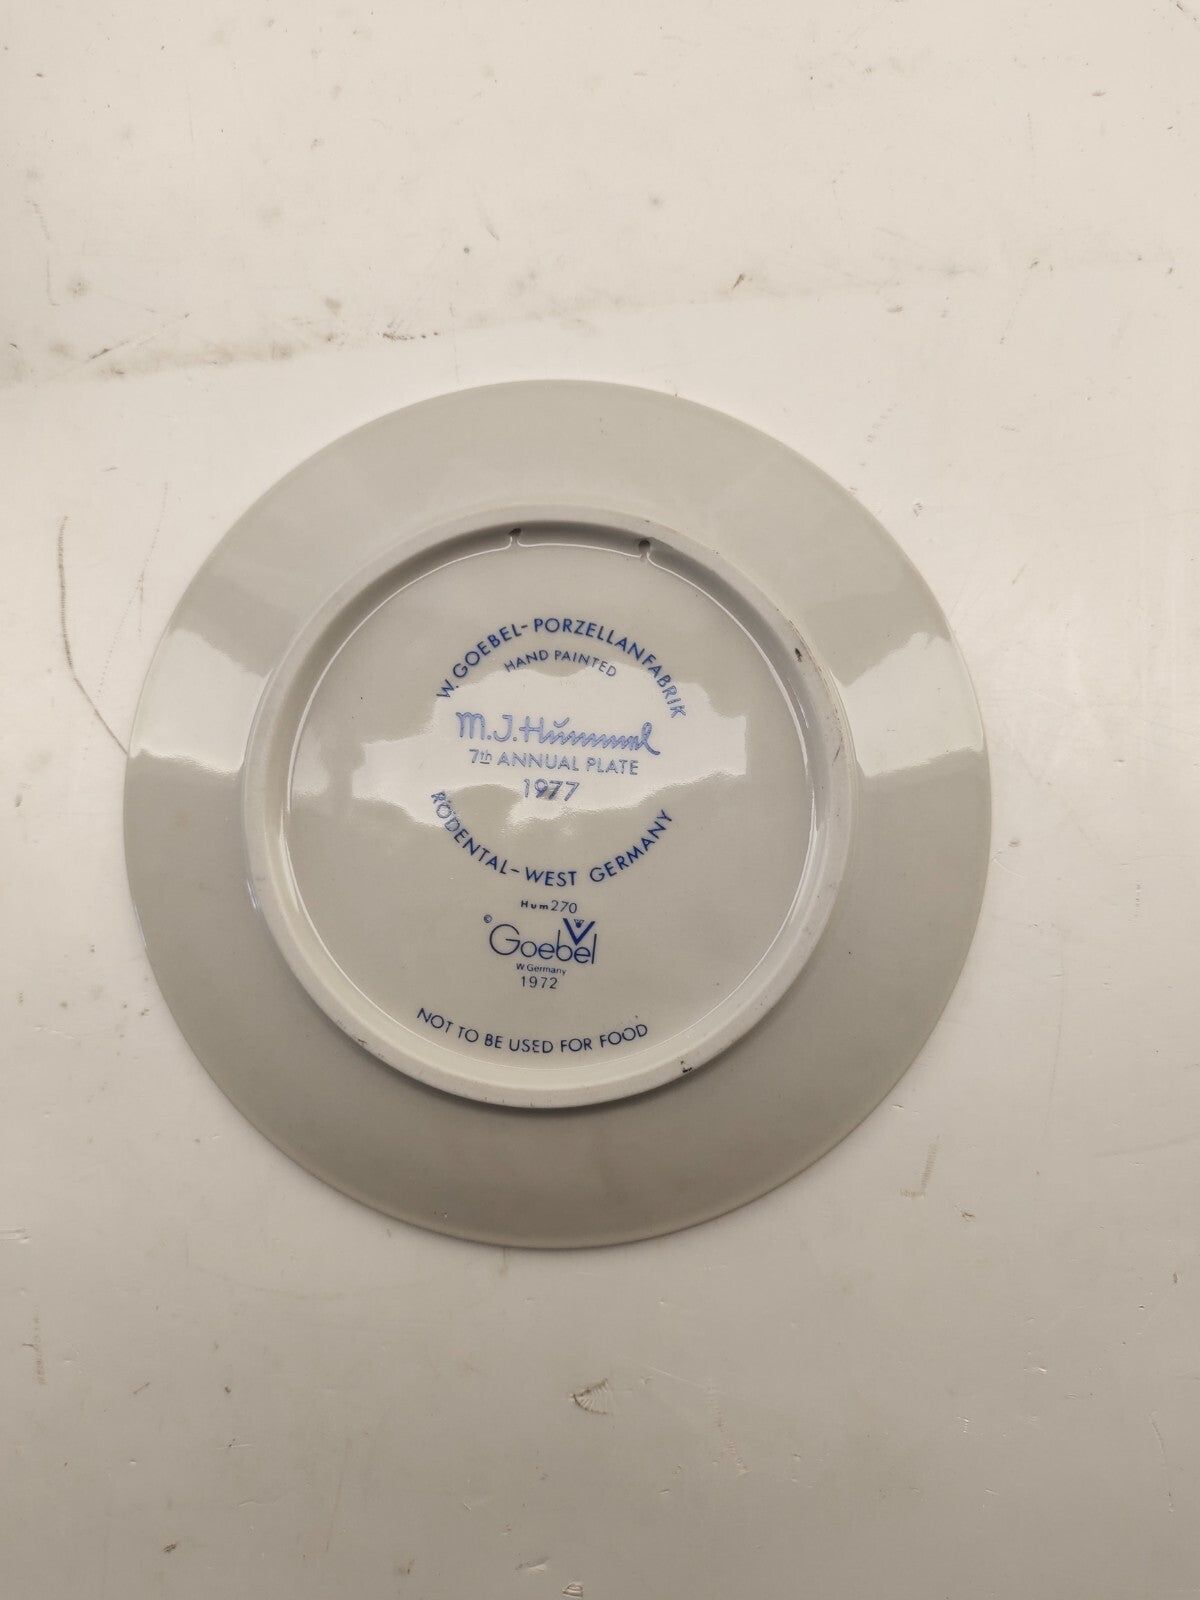 W. GOEBEL-PORZELLANFABRIK
HAND PAINTED
M.J. Hummel
7th ANNUAL PLATE
1977
RÖDENTAL-WEST GERMANY
Hum 270
© Goebel
W. Germany
1972
NOT TO BE USED FOR FOOD